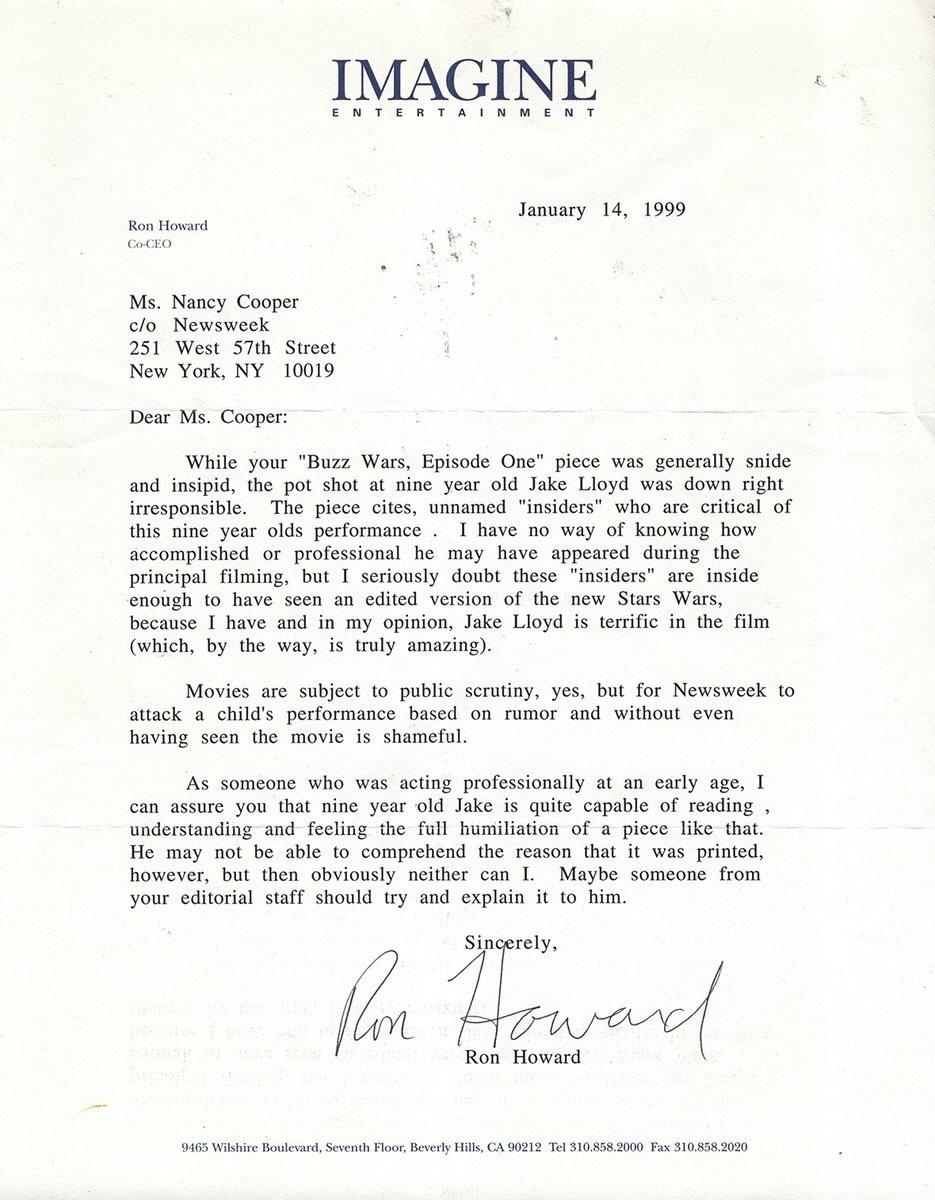 IMAGINE
ENTERTAINMENT
January 14, 1999
Ron Howard
Co-CEO
Ms. Nancy Cooper
c/o Newsweek
251 West 57th Street
New York, NY 10019
Dear Ms. Cooper:
While your "Buzz Wars, Episode One" piece was generally snide
and insipid, the pot shot at nine year old Jake Lloyd was down right
irresponsible. The piece cites, unnamed "insiders" who are critical of
this nine year olds performance . I have no way of knowing how
accomplished or professional he may have appeared during the
principal filming, but I seriously doubt these "insiders" are inside
enough to have seen an edited version of the new Stars Wars,
because I have and in my opinion, Jake Lloyd is terrific in the film
(which, by the way, is truly amazing).
Movies are subject to public scrutiny, yes, but for Newsweek to
attack a child's performance based on rumor and without even
having seen the movie is shameful.
As someone who was acting professionally at an early age, I
can assure you that nine year old Jake is quite capable of reading ,
understanding and feeling the full humiliation of a piece like that.
He may not be able to comprehend the reason that it was printed,
however, but then obviously neither can I. Maybe someone from
your editorial staff should try and explain it to him.
Sincerely,
Ron Howard
Ron Howard
9465 Wilshire Boulevard, Seventh Floor, Beverly Hills, CA 90212 Tel 310.858.2000 Fax 310.858.2020